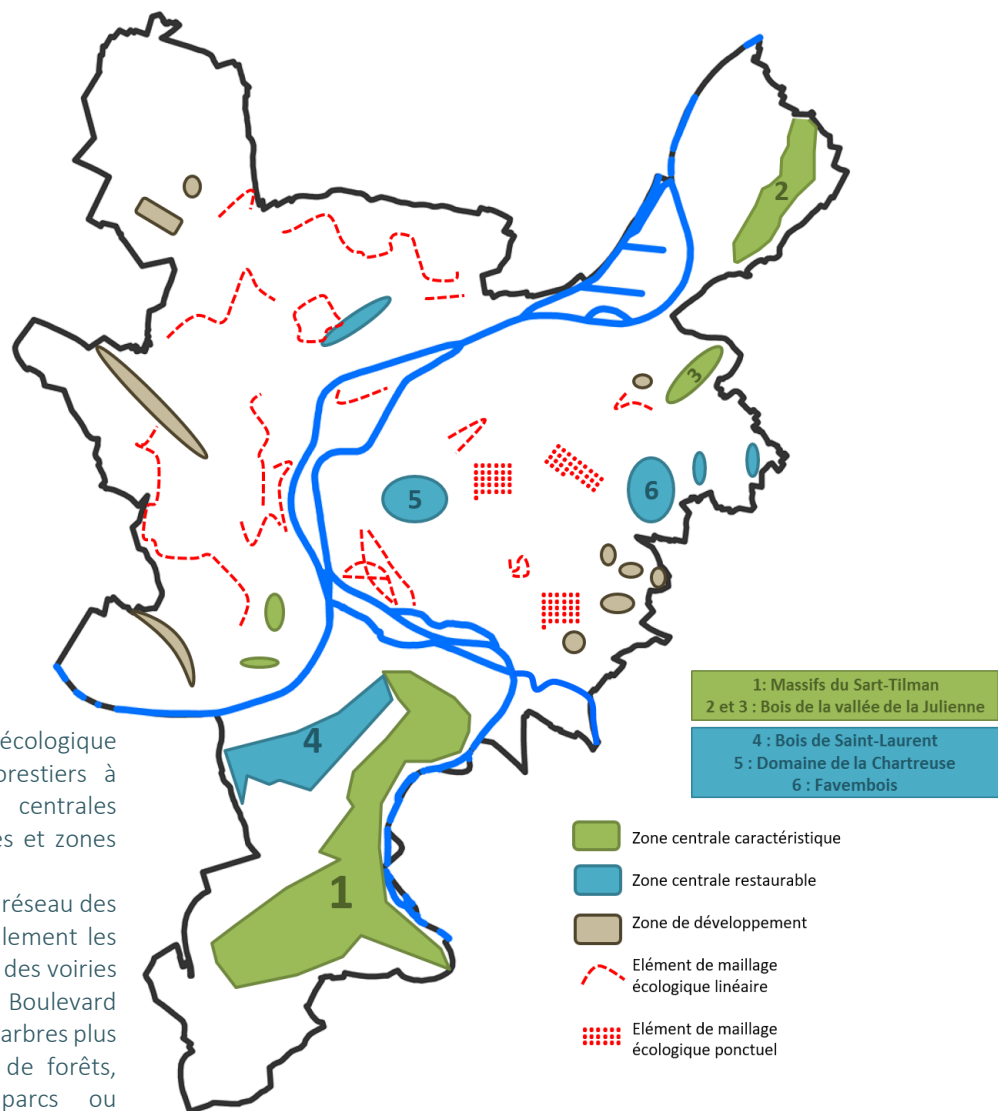 2
3
5
6
4
1
1: Massifs du Sart-Tilman
2 et 3 : Bois de la vallée de la Julienne
4 : Bois de Saint-Laurent
5 : Domaine de la Chartreuse
6 : Favembois
Zone centrale caractéristique
Zone centrale restaurable
Zone de développement
Elément de maillage
écologique linéaire
Elément de maillage
écologique ponctuel
écologique
orestiers à
centrales
es et zones
réseau des
lement les
des voiries
Boulevard
arbres plus
de forêts,
parcs ou